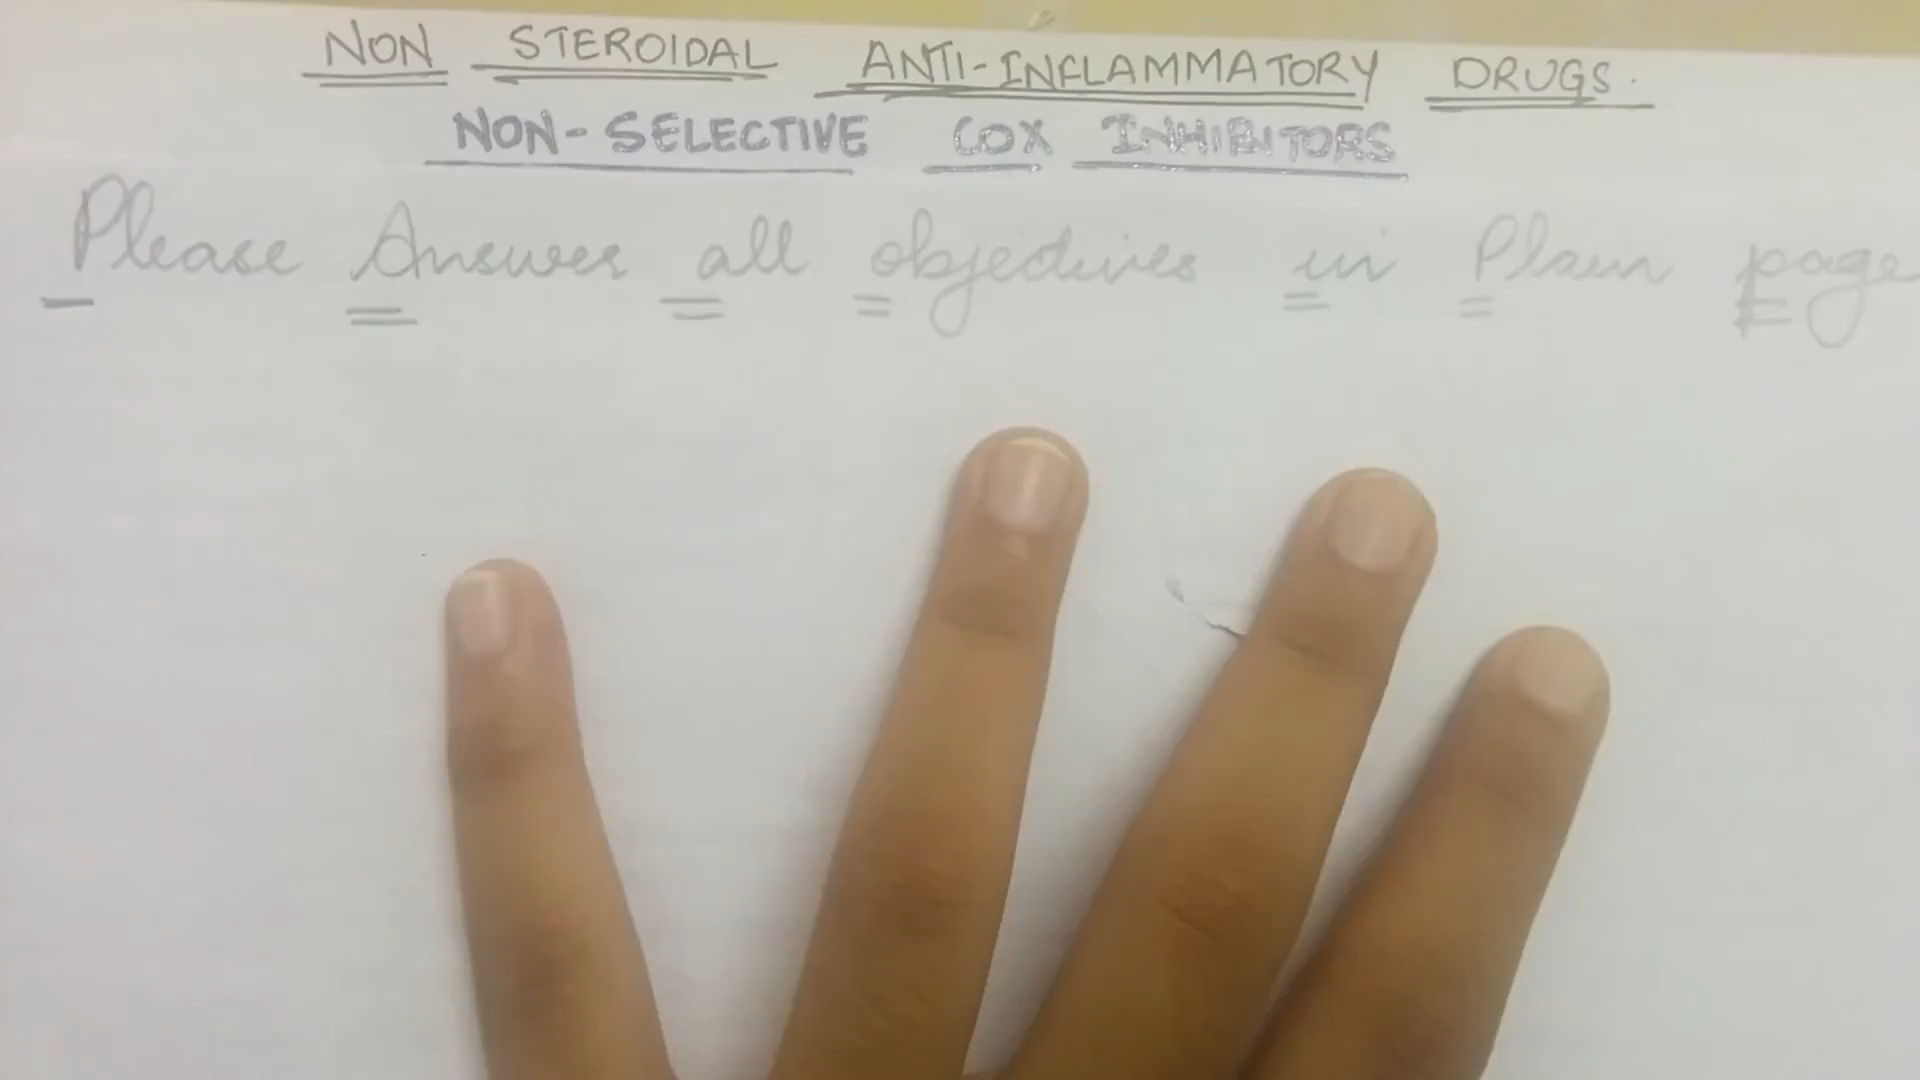 NON STEROIDAL ANTI-INFLAMMATORY DRUGS.
NON-SELECTIVE COX INHIBITORS
Please Answer all objectives in Plain page